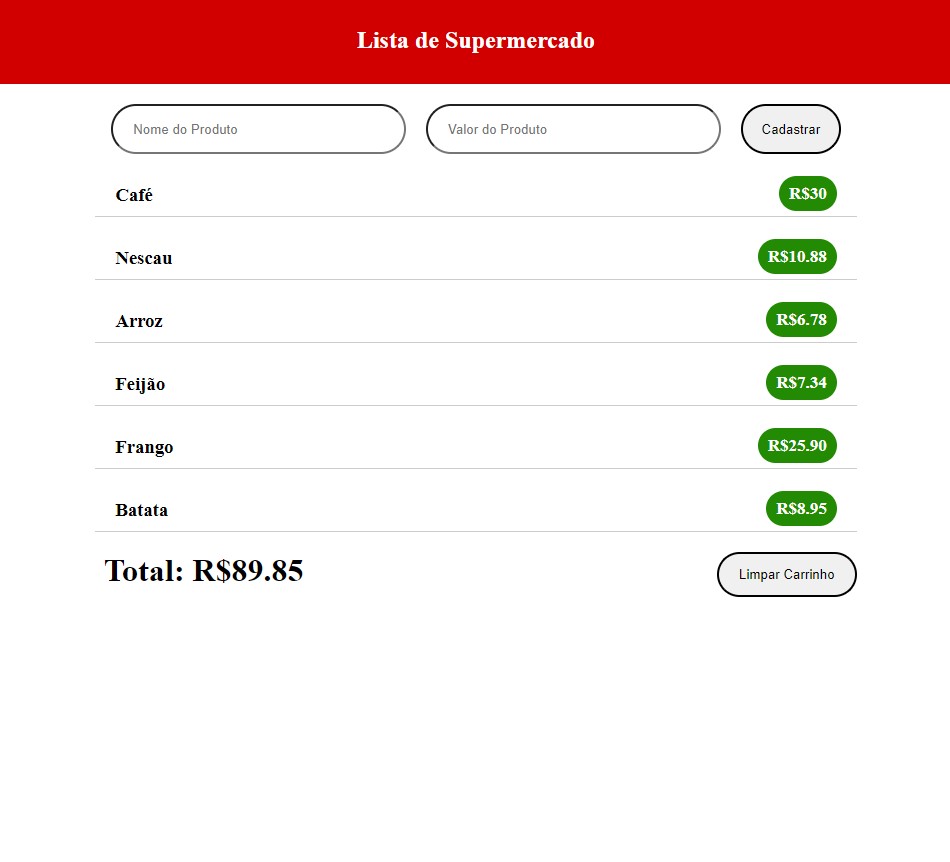 Lista de Supermercado
Nome do Produto Valor do Produto Cadastrar
Café R$30
Nescau R$10.88
Arroz R$6.78
Feijão R$7.34
Frango R$25.90
Batata R$8.95
Total: R$89.85 Limpar Carrinho